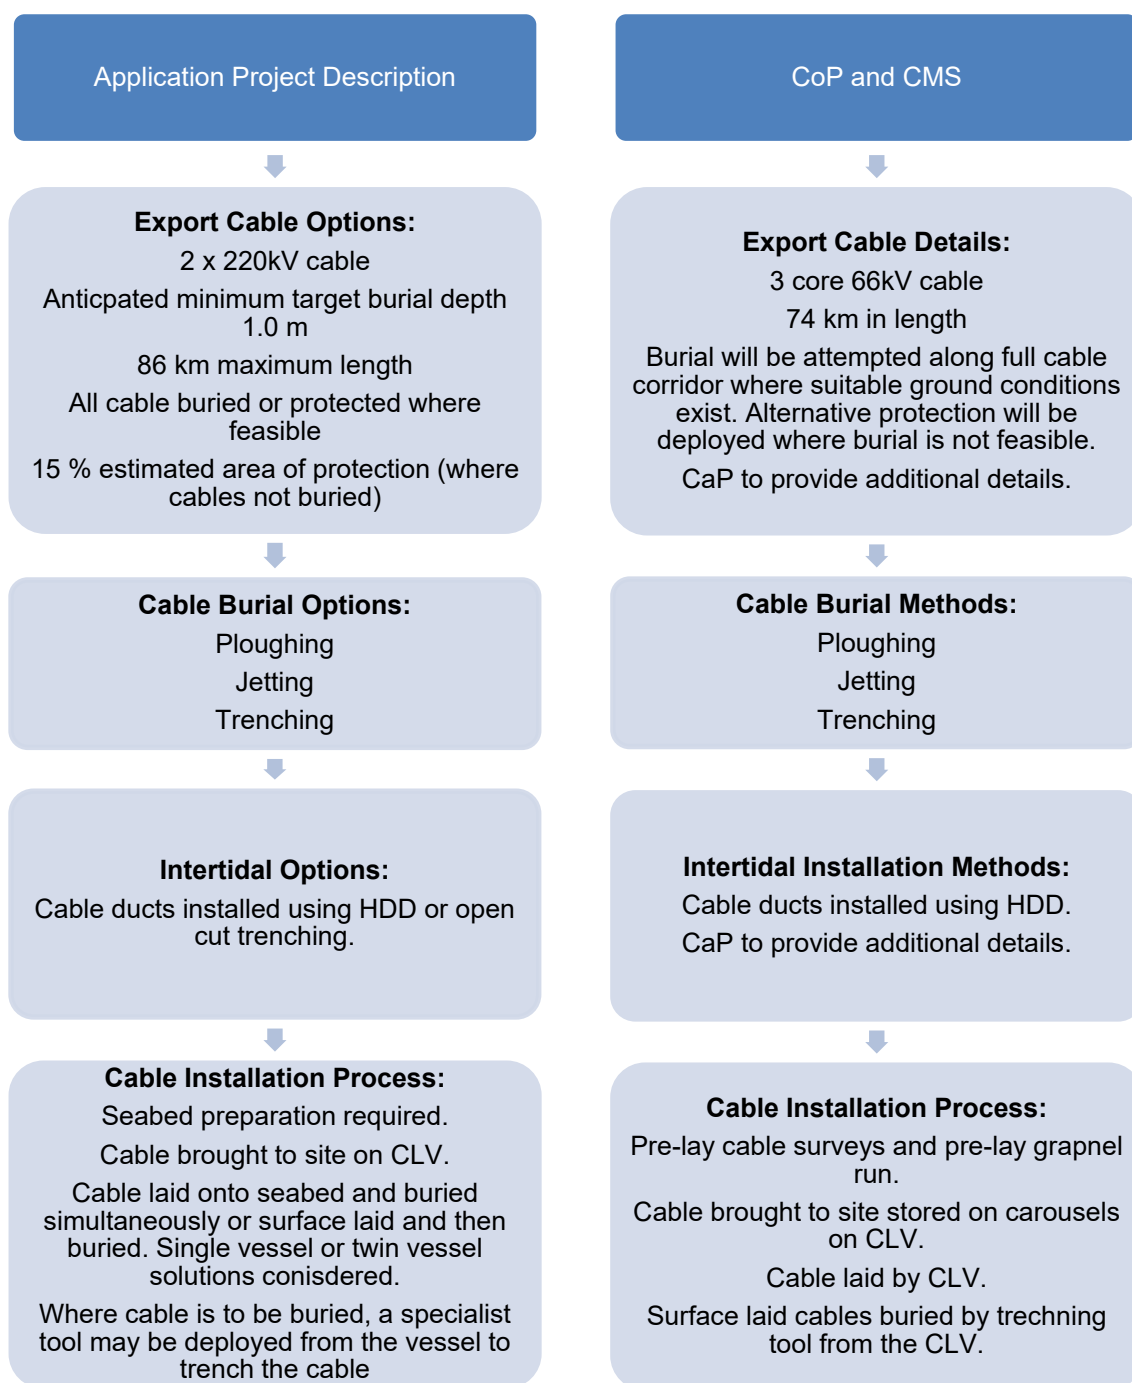 Application Project Description
Export Cable Options:
2 x 220kV cable
Anticpated minimum target burial depth
1.0 m
86 km maximum length
All cable buried or protected where
feasible
15 % estimated area of protection (where
cables not buried)
Cable Burial Options:
Ploughing
Jetting
Trenching
Intertidal Options:
Cable ducts installed using HDD or open
cut trenching.
Cable Installation Process:
Seabed preparation required.
Cable brought to site on CLV.
Cable laid onto seabed and buried
simultaneously or surface laid and then
buried. Single vessel or twin vessel
solutions conisdered.
Where cable is to be buried, a specialist
tool may be deployed from the vessel to
trench the cable
CoP and CMS
Export Cable Details:
3 core 66kV cable
74 km in length
Burial will be attempted along full cable
corridor where suitable ground conditions
exist. Alternative protection will be
deployed where burial is not feasible.
CaP to provide additional details.
Cable Burial Methods:
Ploughing
Jetting
Trenching
Intertidal Installation Methods:
Cable ducts installed using HDD.
CaP to provide additional details.
Cable Installation Process:
Pre-lay cable surveys and pre-lay grapnel
run.
Cable brought to site stored on carousels
on CLV.
Cable laid by CLV.
Surface laid cables buried by trechning
tool from the CLV.